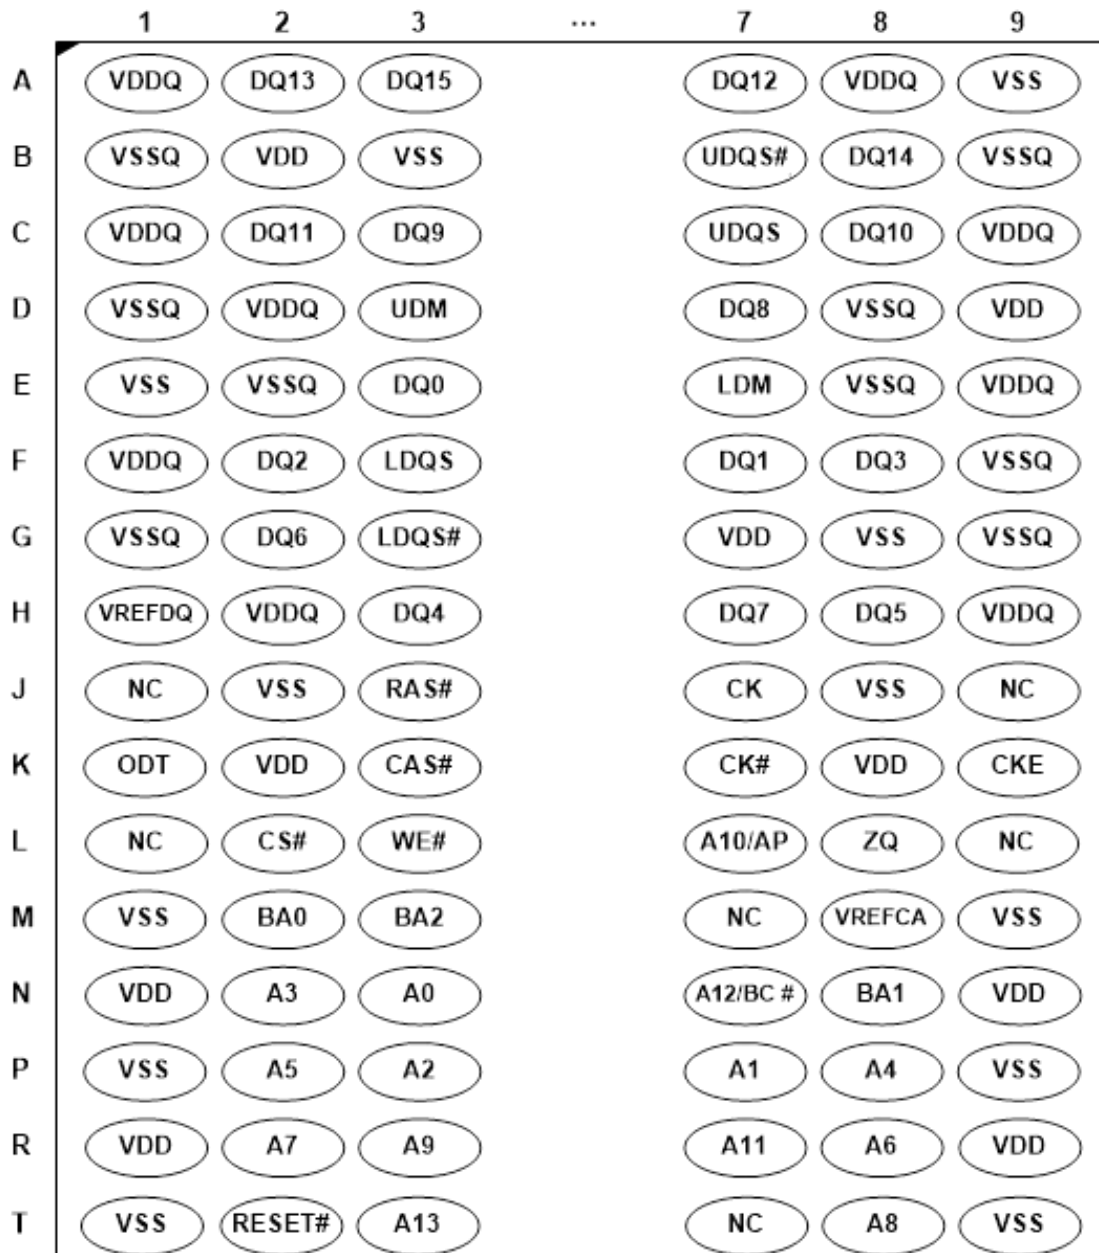 1 2 3 ... 7 8 9
A VDDQ DQ13 DQ15 DQ12 VDDQ VSS
B VSSQ VDD VSS UDQS# DQ14 VSSQ
C VDDQ DQ11 DQ9 UDQS DQ10 VDDQ
D VSSQ VDDQ UDM DQ8 VSSQ VDD
E VSS VSSQ DQ0 LDM VSSQ VDDQ
F VDDQ DQ2 LDQS DQ1 DQ3 VSSQ
G VSSQ DQ6 LDQS# VDD VSS VSSQ
H VREFDQ VDDQ DQ4 DQ7 DQ5 VDDQ
J NC VSS RAS# CK VSS NC
K ODT VDD CAS# CK# VDD CKE
L NC CS# WE# A10/AP ZQ NC
M VSS BA0 BA2 NC VREFCA VSS
N VDD A3 A0 A12/BC # BA1 VDD
P VSS A5 A2 A1 A4 VSS
R VDD A7 A9 A11 A6 VDD
T VSS RESET# A13 NC A8 VSS